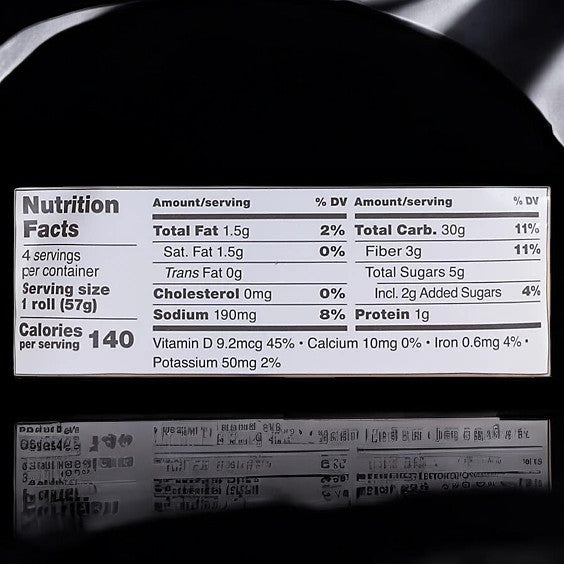 Nutrition
Facts
4 servings
per container
Serving size
1 roll (57g)
Calories
per serving 140
Amount/serving % DV
Total Fat 1.5g 2%
Sat. Fat 1.5g 0%
Trans Fat 0g
Cholesterol 0mg 0%
Sodium 190mg 8%
Amount/serving % DV
Total Carb. 30g 11%
Fiber 3g 11%
Total Sugars 5g
Incl. 2g Added Sugars 4%
Protein 1g
Vitamin D 9.2mcg 45% • Calcium 10mg 0% • Iron 0.6mg 4% •
Potassium 50mg 2%